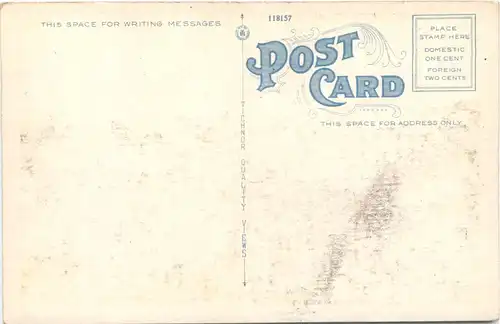 THIS SPACE FOR WRITING MESSAGES
118157
POST
CARD
PLACE
STAMP HERE
DOMESTIC
ONE CENT
FOREIGN
TWO CENTS
THIS SPACE FOR ADDRESS ONLY
TICHNOR QUALITY VIEWS